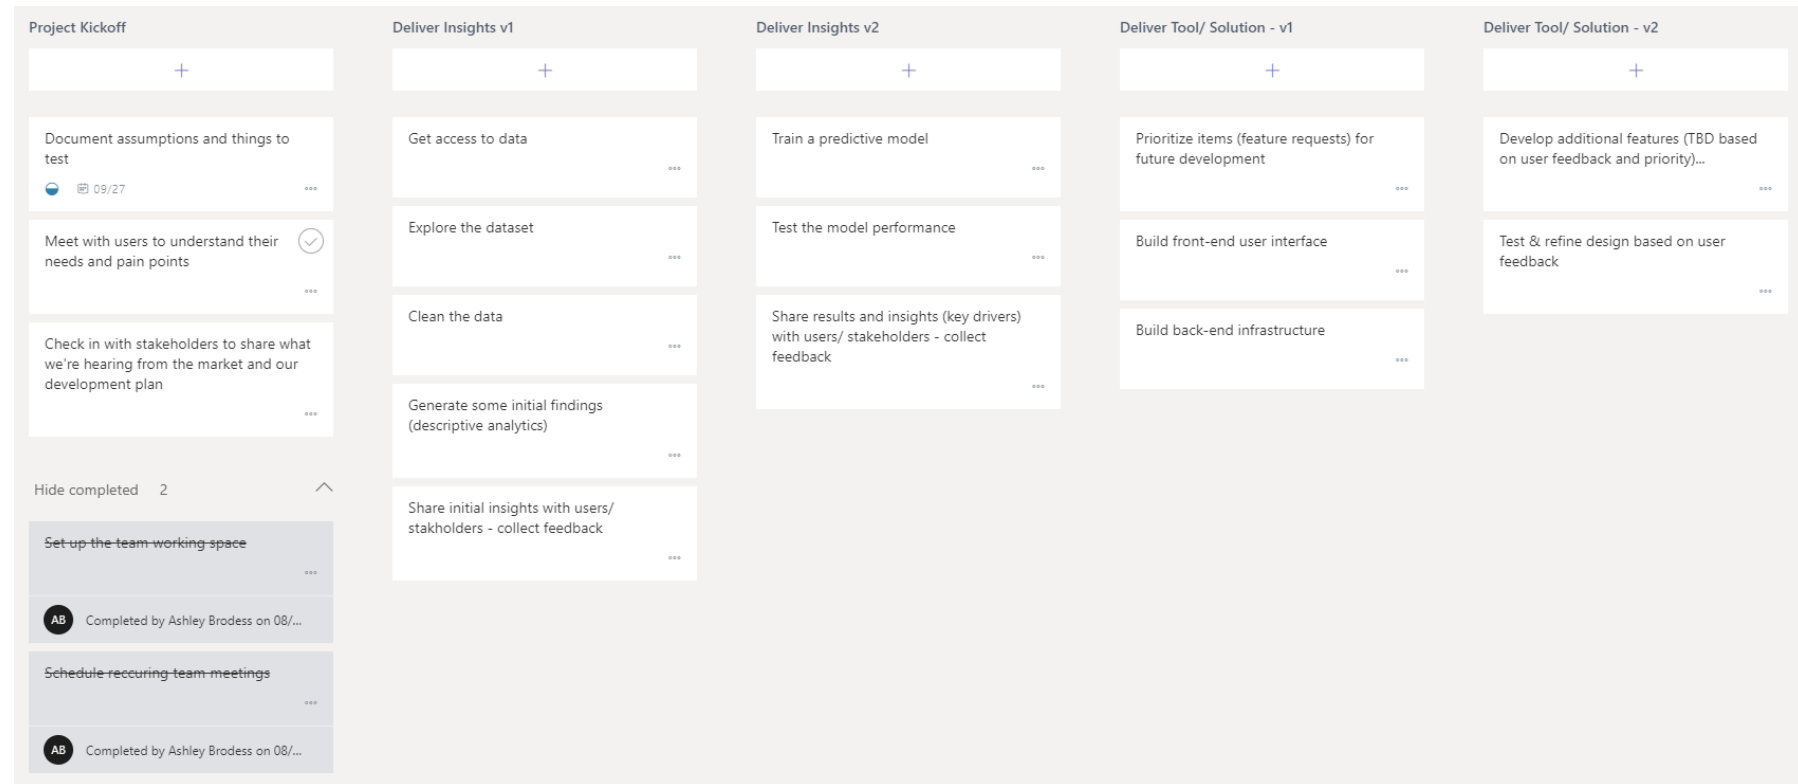 Project Kickoff
Document assumptions and things to
test
09/27
Meet with users to understand their
needs and pain points
Check in with stakeholders to share what
we're hearing from the market and our
development plan
Hide completed 2
Set up the team working space
AB Completed by Ashley Brodess on 08/...
Schedule reccuring team meetings
AB Completed by Ashley Brodess on 08/...
Deliver Insights v1
Get access to data
Explore the dataset
Clean the data
Generate some initial findings
(descriptive analytics)
Share initial insights with users/
stakholders - collect feedback
Deliver Insights v2
Train a predictive model
Test the model performance
Share results and insights (key drivers)
with users/ stakeholders - collect
feedback
Deliver Tool/ Solution - v1
Prioritize items (feature requests) for
future development
Build front-end user interface
Build back-end infrastructure
Deliver Tool/ Solution - v2
Develop additional features (TBD based
on user feedback and priority)...
Test & refine design based on user
feedback